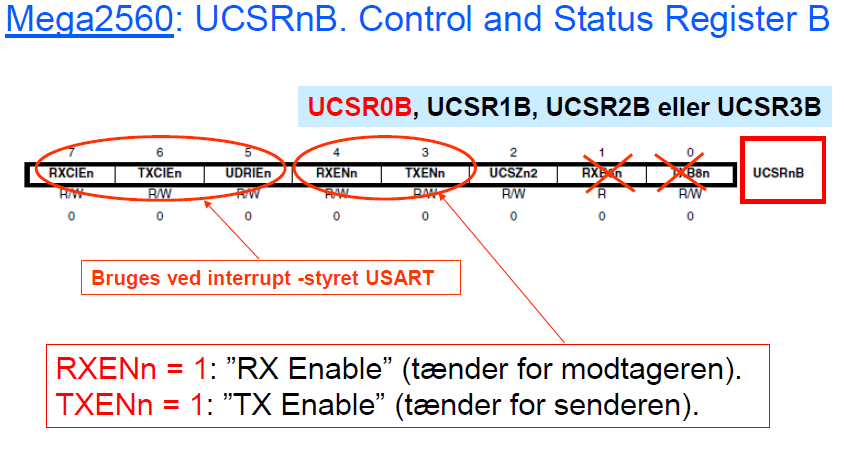 Mega2560: UCSRnB. Control and Status Register B
UCSR0B, UCSR1B, UCSR2B eller UCSR3B
7 6 5 4 3 2 1 0
RXCIEn TXCIEn UDRIEn RXENn TXENn UCSZn2 RXB8n TXB8n UCSRnB
R/W R/W R/W R/W R/W R/W R R/W
0 0 0 0 0 0 0 0
Bruges ved interrupt -styret USART
RXENn = 1: ”RX Enable” (tænder for modtageren).
TXENn = 1: ”TX Enable” (tænder for senderen).